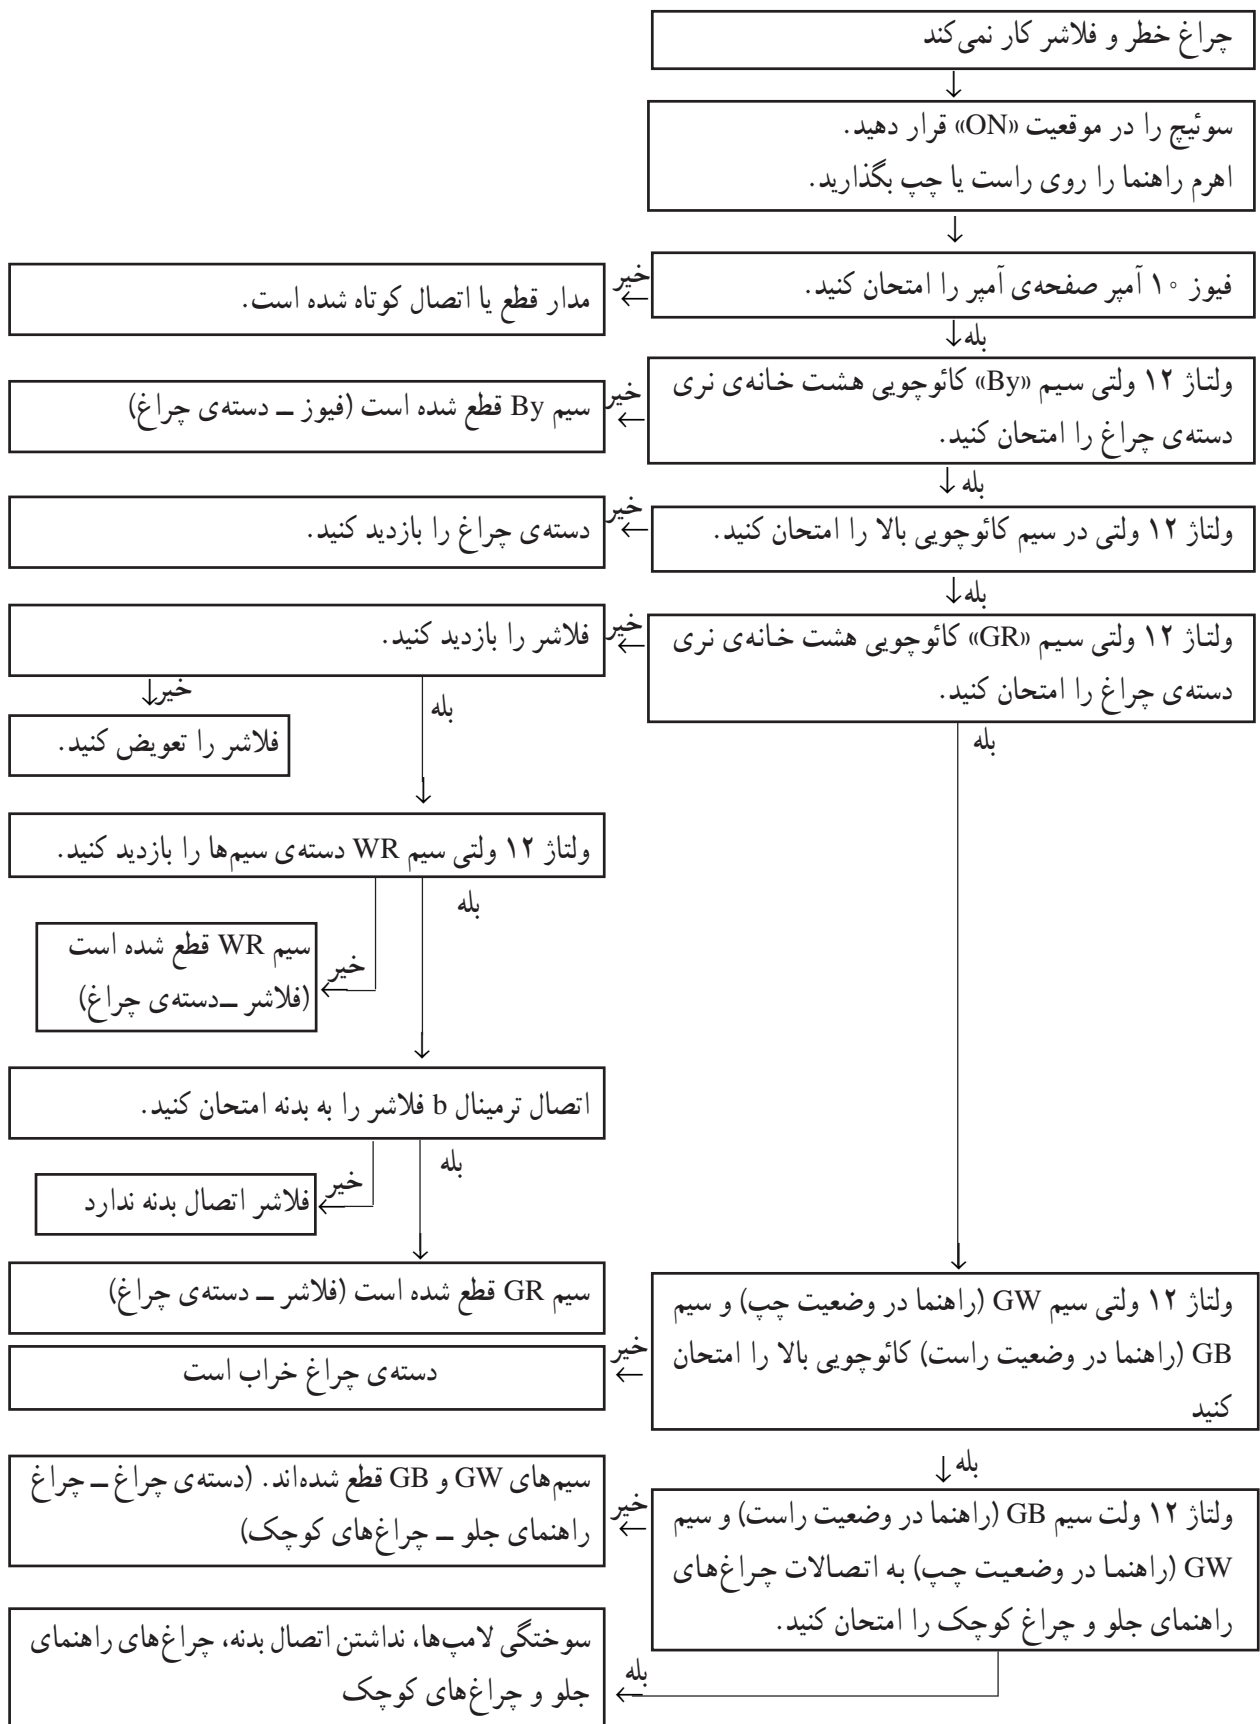 چراغ خطر و فلاشر کار نمی‌کند
سوئیچ را در موقعیت «ON» قرار دهید.
اهرم راهنما را روی راست یا چپ بگذارید.
فیوز ۱۰ آمپر صفحه‌ی آمپر را امتحان کنید.
خیر
مدار قطع یا اتصال کوتاه شده است.
بله
ولتاژ ۱۲ ولتی سیم «By» کائوچویی هشت خانه‌ی نری
دسته‌ی چراغ را امتحان کنید.
خیر
سیم By قطع شده است (فیوز ــ دسته‌ی چراغ)
بله
ولتاژ ۱۲ ولتی در سیم کائوچویی بالا را امتحان کنید.
خیر
دسته‌ی چراغ را بازدید کنید.
بله
ولتاژ ۱۲ ولتی سیم «GR» کائوچویی هشت خانه‌ی نری
دسته‌ی چراغ را امتحان کنید.
خیر
فلاشر را بازدید کنید.
خیر
فلاشر را تعویض کنید.
بله
ولتاژ ۱۲ ولتی سیم WR دسته‌ی سیم‌ها را بازدید کنید.
خیر
سیم WR قطع شده است
(فلاشر ــ دسته‌ی چراغ)
بله
اتصال ترمینال b فلاشر را به بدنه امتحان کنید.
خیر
فلاشر اتصال بدنه ندارد
بله
سیم GR قطع شده است (فلاشر ــ دسته‌ی چراغ)
بله
ولتاژ ۱۲ ولتی سیم GW (راهنما در وضعیت چپ) و سیم
GB (راهنما در وضعیت راست) کائوچویی بالا را امتحان
کنید
خیر
دسته‌ی چراغ خراب است
بله
ولتاژ ۱۲ ولت سیم GB (راهنما در وضعیت راست) و سیم
GW (راهنما در وضعیت چپ) به اتصالات چراغ‌های
راهنمای جلو و چراغ کوچک را امتحان کنید.
خیر
سیم‌های GW و GB قطع شده‌اند. (دسته‌ی چراغ ــ چراغ
راهنمای جلو ــ چراغ‌های کوچک)
بله
سوختگی لامپ‌ها، نداشتن اتصال بدنه، چراغ‌های راهنمای
جلو و چراغ‌های کوچک